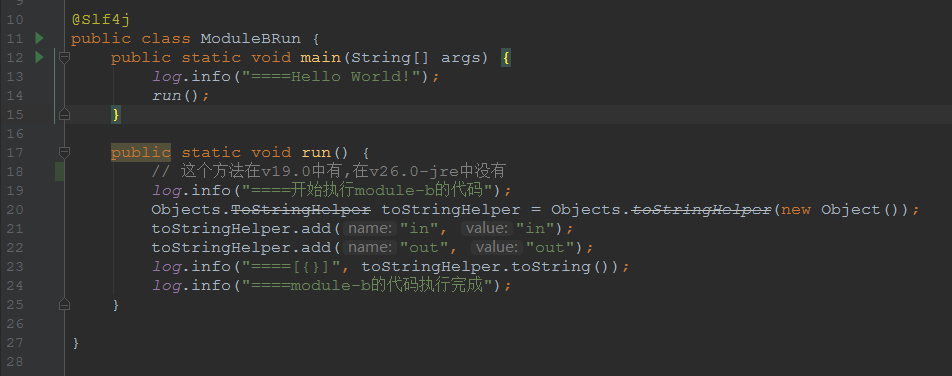 9
10 @Slf4j
11 public class ModuleBRun {
12 public static void main(String[] args) {
13 log.info("====Hello World!");
14 run();
15 }
16
17 public static void run() {
18 // 这个方法在v19.0中有,在v26.0-jre中没有
19 log.info("====开始执行module-b的代码");
20 Objects.ToStringHelper toStringHelper = Objects.toStringHelper(new Object());
21 toStringHelper.add( name: "in", value: "in");
22 toStringHelper.add( name: "out", value: "out");
23 log.info("====[{}]", toStringHelper.toString());
24 log.info("====module-b的代码执行完成");
25 }
26
27 }
28